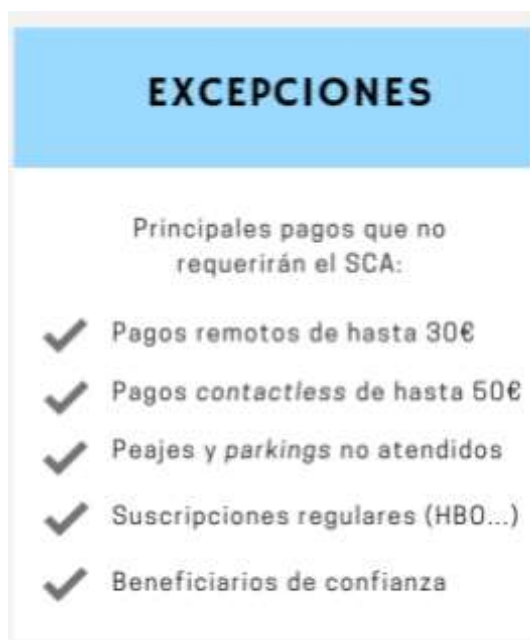 EXCEPCIONES
Principales pagos que no
requerirán el SCA:
Pagos remotos de hasta 30€
Pagos contactless de hasta 50€
Peajes y parkings no atendidos
Suscripciones regulares (HBO...)
Beneficiarios de confianza